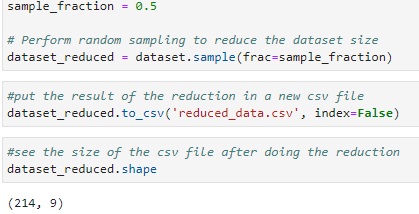 sample_fraction = 0.5
# Perform random sampling to reduce the dataset size
dataset_reduced = dataset.sample(frac=sample_fraction)
#put the result of the reduction in a new csv file
dataset_reduced.to_csv('reduced_data.csv', index=False)
#see the size of the csv file after doing the reduction
dataset_reduced.shape
(214, 9)